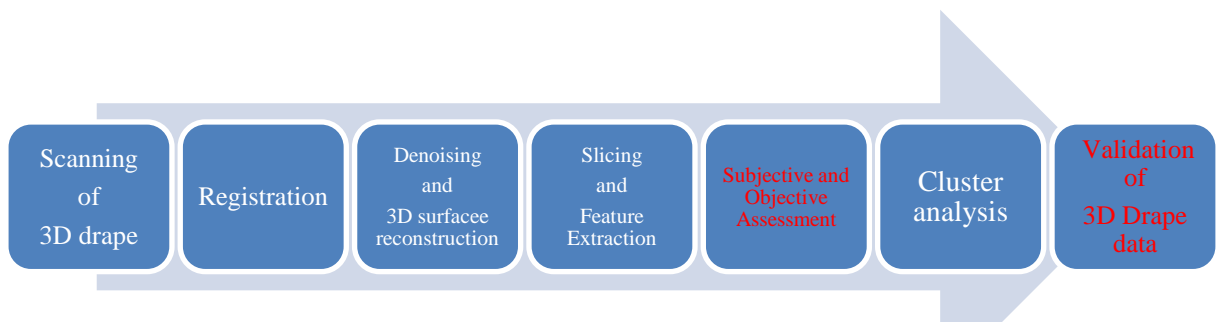 Scanning
of
3D drape
Registration
Denoising
and
3D surfacee
reconstruction
Slicing
and
Feature
Extraction
Subjective and
Objective
Assessment
Cluster
analysis
Validation
of
3D Drape
data